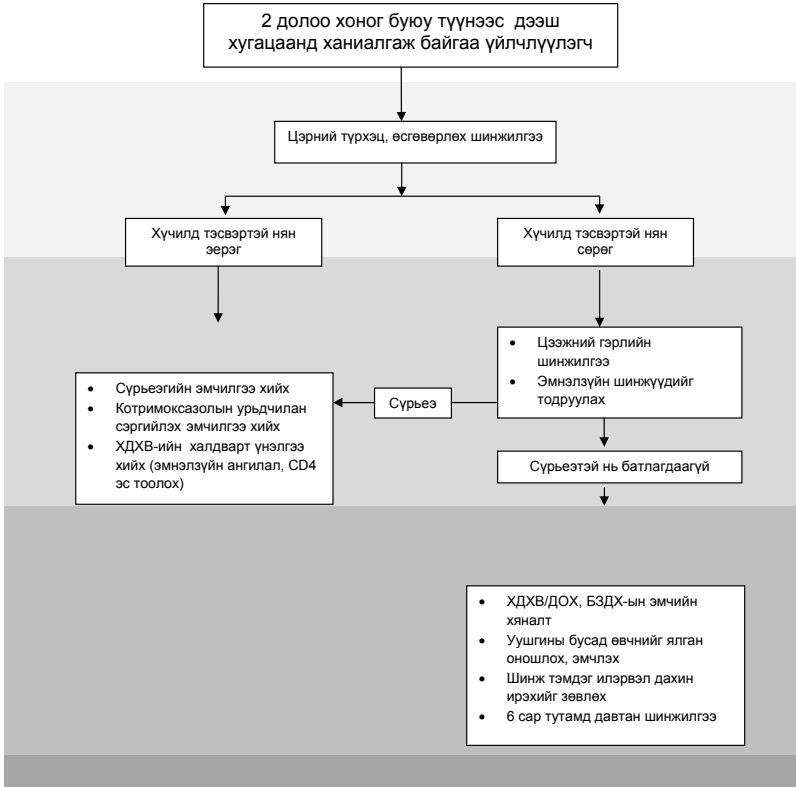 2 долоо хоног буюу түүнээс дээш
хугацаанд ханиалгаж байгаа үйлчлүүлэгч
Цэрний түрхэц, өсгөвөрлөх шинжилгээ
Хүчилд тэсвэртэй нян
эерэг
Хүчилд тэсвэртэй нян
сөрөг
• Цээжний гэрлийн
шинжилгээ
• Эмнэлзүйн шинжүүдийг
тодруулах
• Сүрьеэгийн эмчилгээ хийх
• Котримоксазолын урьдчилан
сэргийлэх эмчилгээ хийх
• ХДХВ-ийн халдварт үнэлгээ
хийх (эмнэлзүйн ангилал, CD4
эс тоолох)
Сүрьеэ
Сүрьеэтэй нь батлагдаагүй
• ХДХВ/ДОХ, БЗДХ-ын эмчийн
хяналт
• Уушгины бусад өвчнийг ялган
оношлох, эмчлэх
• Шинж тэмдэг илэрвэл дахин
ирэхийг зөвлөх
• 6 сар тутамд давтан шинжилгээ